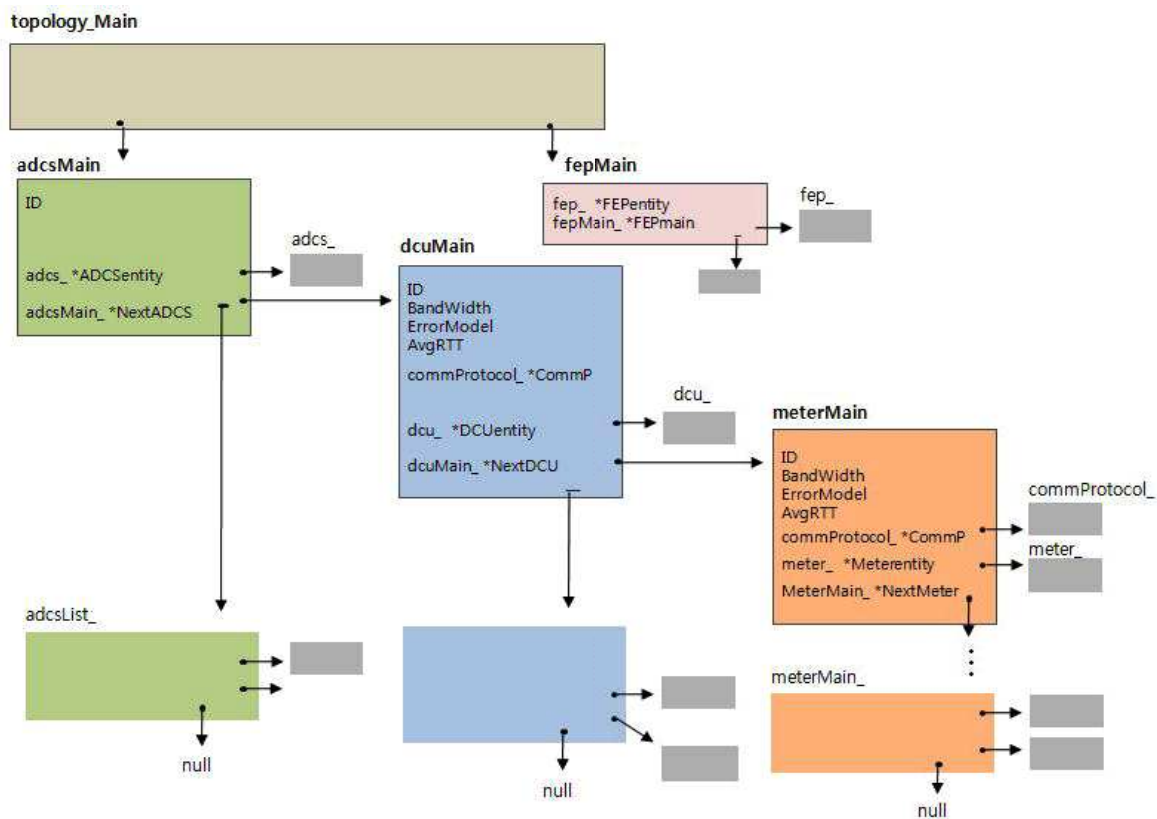 topology_Main
adcsMain
ID
adcs_ *ADCSentity
adcsMain_ *NextADCS
adcs_
fepMain
fep_ *FEPentity
fepMain_ *FEPmain
fep_
dcuMain
ID
BandWidth
ErrorModel
AvgRTT
commProtocol_ *CommP
dcu_ *DCUentity
dcuMain_ *NextDCU
dcu_
meterMain
ID
BandWidth
ErrorModel
AvgRTT
commProtocol_ *CommP
meter_ *Meterentity
MeterMain_ *NextMeter
commProtocol_
meter_
adcsList_
null
null
meterMain_
null